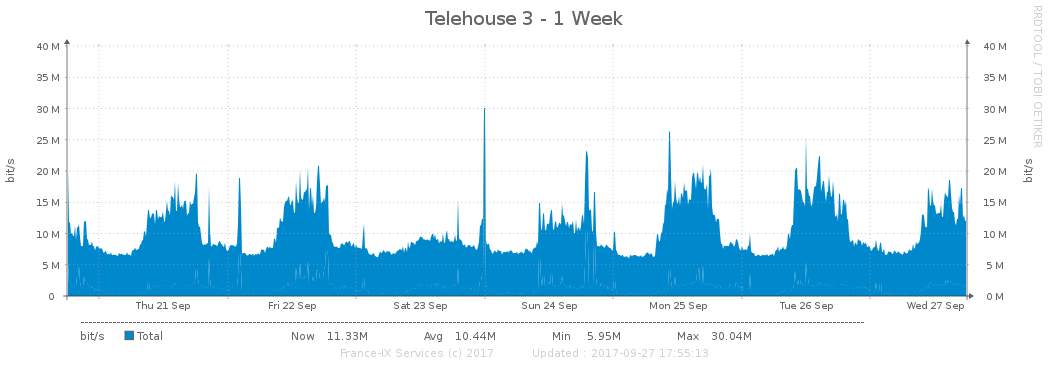 Telehouse 3 - 1 Week
RRDTOOL / TOBI OETIKER
40 M 40 M
35 M 35 M
30 M 30 M
25 M 25 M
20 M 20 M
15 M 15 M
10 M 10 M
5 M 5 M
0 0 M
bit/s bit/s
Thu 21 Sep Fri 22 Sep Sat 23 Sep Sun 24 Sep Mon 25 Sep Tue 26 Sep Wed 27 Sep
bit/s Total Now 11.33M Avg 10.44M Min 5.95M Max 30.04M
France-IX Services (c) 2017 Updated : 2017-09-27 17:55:13